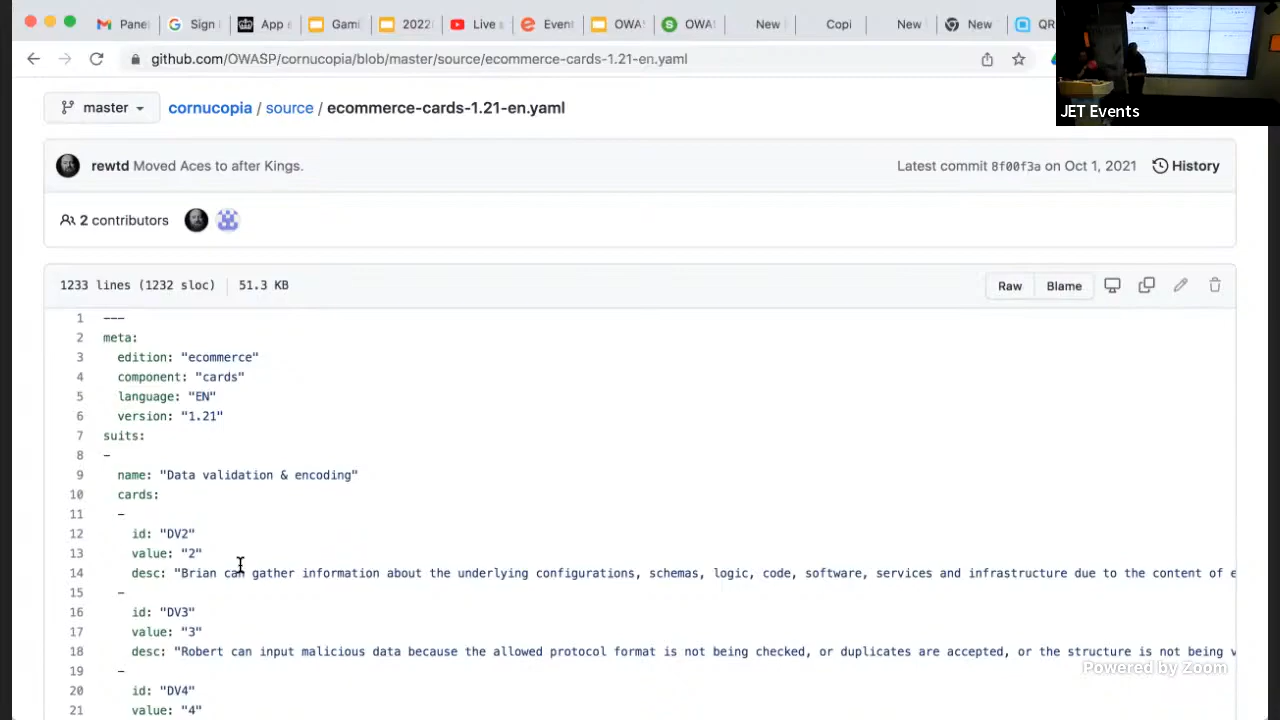 Pane
Sign
App
Gam
202
Live
Event
OWA
OWA
New
Copi
New
New
QR
github.com/OWASP/cornucopia/blob/master/source/ecommerce-cards-1.21-en.yaml
JET Events
master
cornucopia / source / ecommerce-cards-1.21-en.yaml
rewtd Moved Aces to after Kings.
Latest commit 8f00f3a on Oct 1, 2021
History
2 contributors
1233 lines (1232 sloc) 51.3 KB
Raw Blame
1 ---
2 meta:
3 edition: "ecommerce"
4 component: "cards"
5 language: "EN"
6 version: "1.21"
7 suits:
8 -
9 name: "Data validation & encoding"
10 cards:
11 -
12 id: "DV2"
13 value: "2"
14 desc: "Brian can gather information about the underlying configurations, schemas, logic, code, software, services and infrastructure due to the content of e
15 -
16 id: "DV3"
17 value: "3"
18 desc: "Robert can input malicious data because the allowed protocol format is not being checked, or duplicates are accepted, or the structure is not being v
19 -
Powered by Zoom
20 id: "DV4"
21 value: "4"